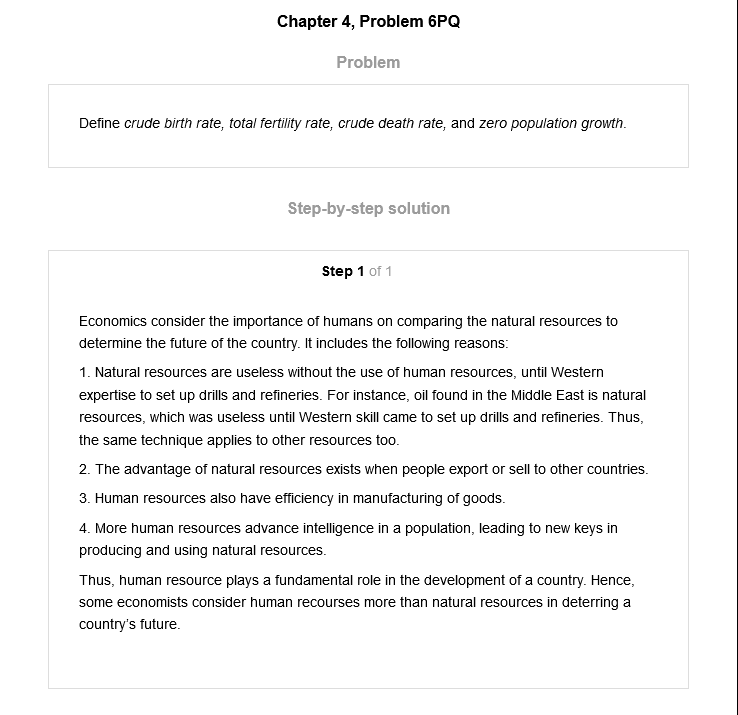 Chapter 4, Problem 6PQ
Problem
Define crude birth rate, total fertility rate, crude death rate, and zero population growth.
Step-by-step solution
Step 1 of 1
Economics consider the importance of humans on comparing the natural resources to
determine the future of the country. It includes the following reasons:
1. Natural resources are useless without the use of human resources, until Western
expertise to set up drills and refineries. For instance, oil found in the Middle East is natural
resources, which was useless until Western skill came to set up drills and refineries. Thus,
the same technique applies to other resources too.
2. The advantage of natural resources exists when people export or sell to other countries.
3. Human resources also have efficiency in manufacturing of goods.
4. More human resources advance intelligence in a population, leading to new keys in
producing and using natural resources.
Thus, human resource plays a fundamental role in the development of a country. Hence,
some economists consider human recourses more than natural resources in deterring a
country's future.